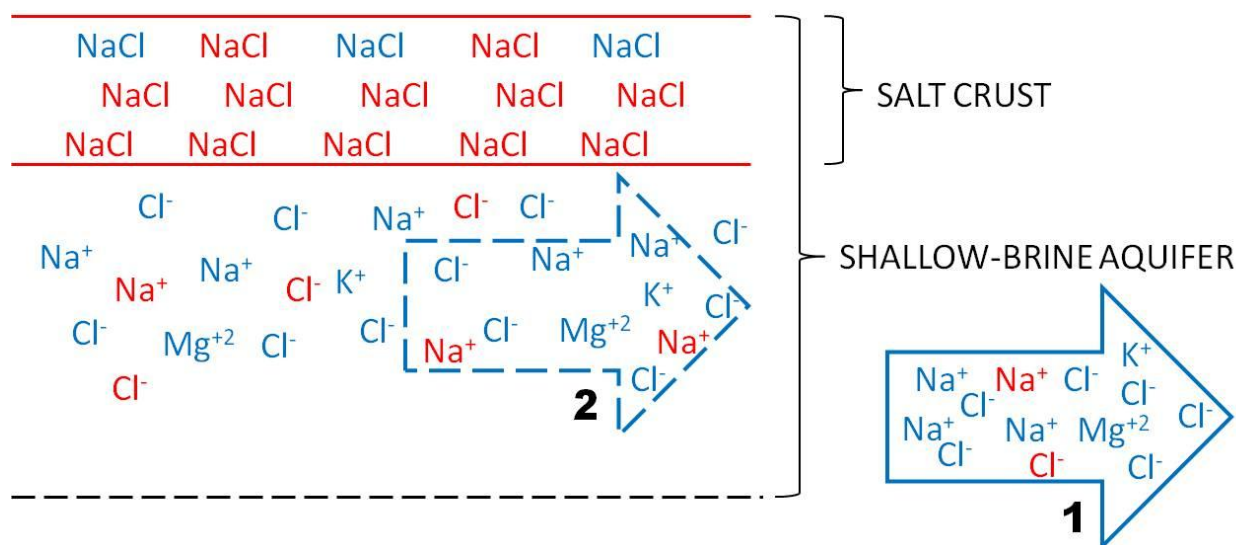 NaCl NaCl NaCl NaCl NaCl
NaCl NaCl NaCl NaCl NaCl
NaCl NaCl NaCl NaCl NaCl
SALT CRUST
Cl⁻ Cl⁻ Na⁺ Cl⁻ Cl⁻ Cl⁻
Na⁺ Na⁺ Cl⁻ Na⁺ Na⁺
Na⁺ Cl⁻ K⁺ K⁺ Cl⁻
Cl⁻ Mg⁺² Cl⁻ Cl⁻ Na⁺ Cl⁻ Mg⁺² Na⁺
Cl⁻ Cl⁻
2
SHALLOW-BRINE AQUIFER
K⁺
Na⁺ Na⁺ Cl⁻ Cl⁻
Cl⁻ Cl⁻
Na⁺ Na⁺ Mg⁺²
Cl⁻ Cl⁻ Cl⁻
1